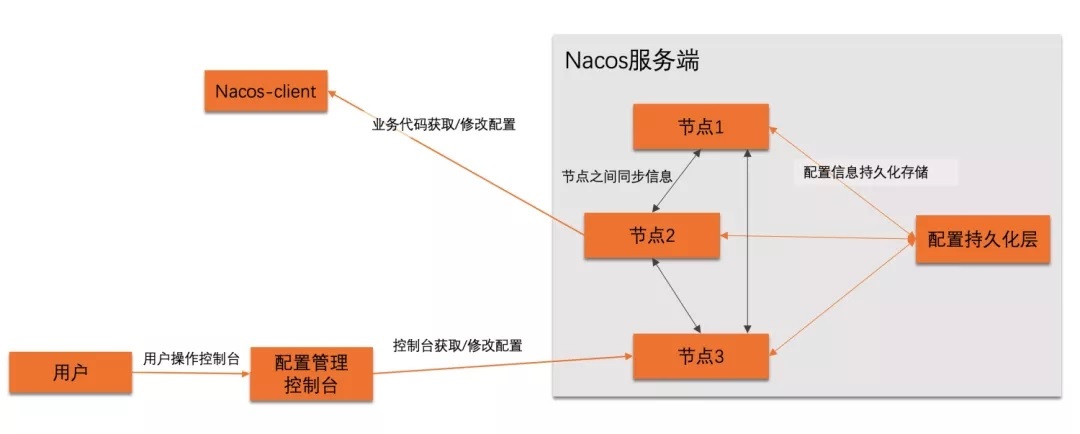 Nacos服务端
Nacos-client
业务代码获取/修改配置
节点1
节点之间同步信息
配置信息持久化存储
节点2
配置持久化层
控制台获取/修改配置
节点3
用户
用户操作控制台
配置管理
控制台